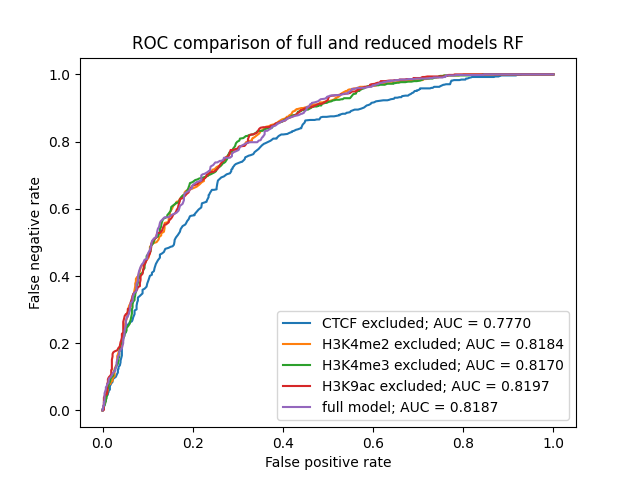 ROC comparison of full and reduced models RF
1.0
0.8
0.6
0.4
0.2
0.0
False negative rate
CTCF excluded; AUC = 0.7770
H3K4me2 excluded; AUC = 0.8184
H3K4me3 excluded; AUC = 0.8170
H3K9ac excluded; AUC = 0.8197
full model; AUC = 0.8187
0.0 0.2 0.4 0.6 0.8 1.0
False positive rate